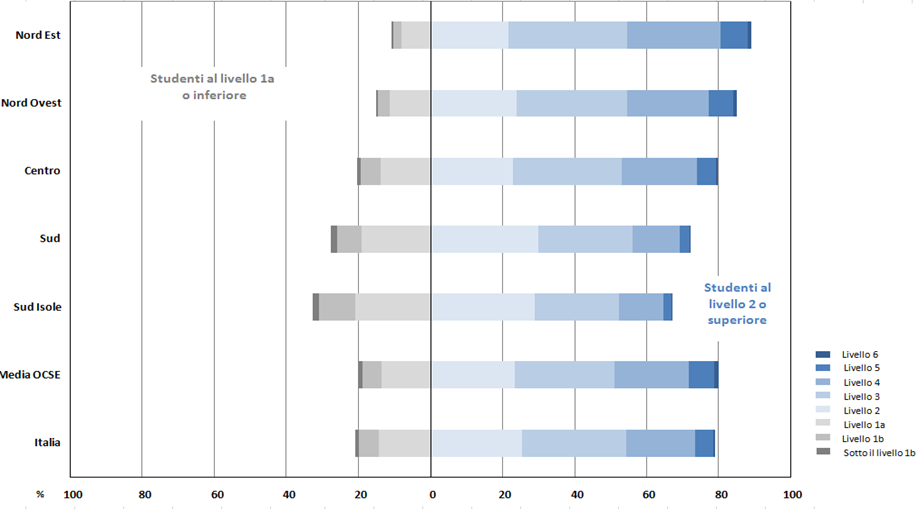 Nord Est
Studenti al livello 1a
o inferiore
Nord Ovest
Centro
Sud
Sud Isole
Studenti al
livello 2 o
superiore
Media OCSE
Italia
Livello 6
Livello 5
Livello 4
Livello 3
Livello 2
Livello 1a
Livello 1b
Sotto il livello 1b
% 100 80 60 40 20 0 20 40 60 80 100